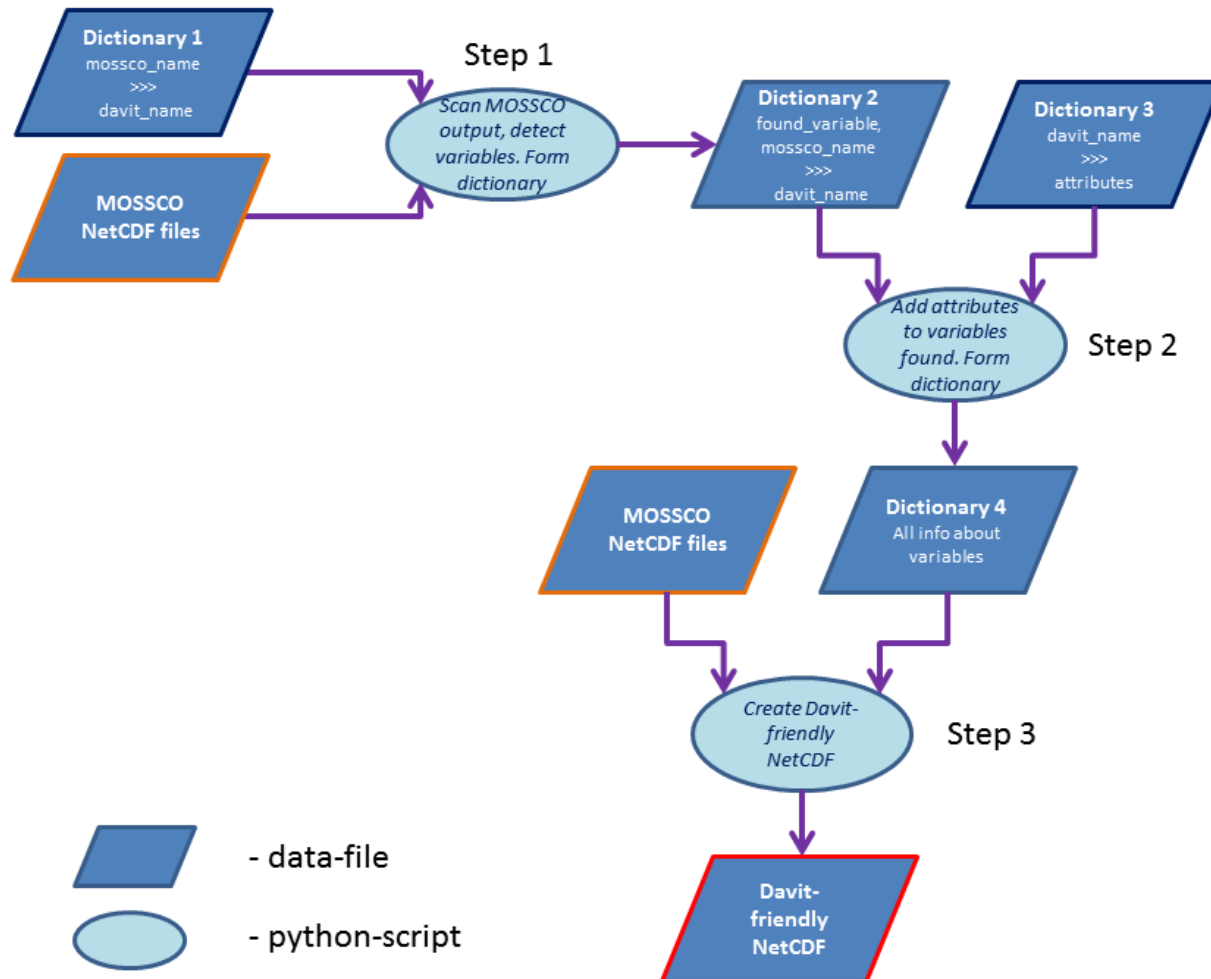 Dictionary 1
mossco_name
>>>
davit_name
MOSSCO
NetCDF files
Step 1
Scan MOSSCO
output, detect
variables. Form
dictionary
Dictionary 2
found_variable,
mossco_name
>>>
davit_name
Dictionary 3
davit_name
>>>
attributes
Add attributes
to variables
found. Form
dictionary
Step 2
MOSSCO
NetCDF files
Dictionary 4
All info about
variables
Create Davit-
friendly
NetCDF
Step 3
- data-file
- python-script
Davit-
friendly
NetCDF